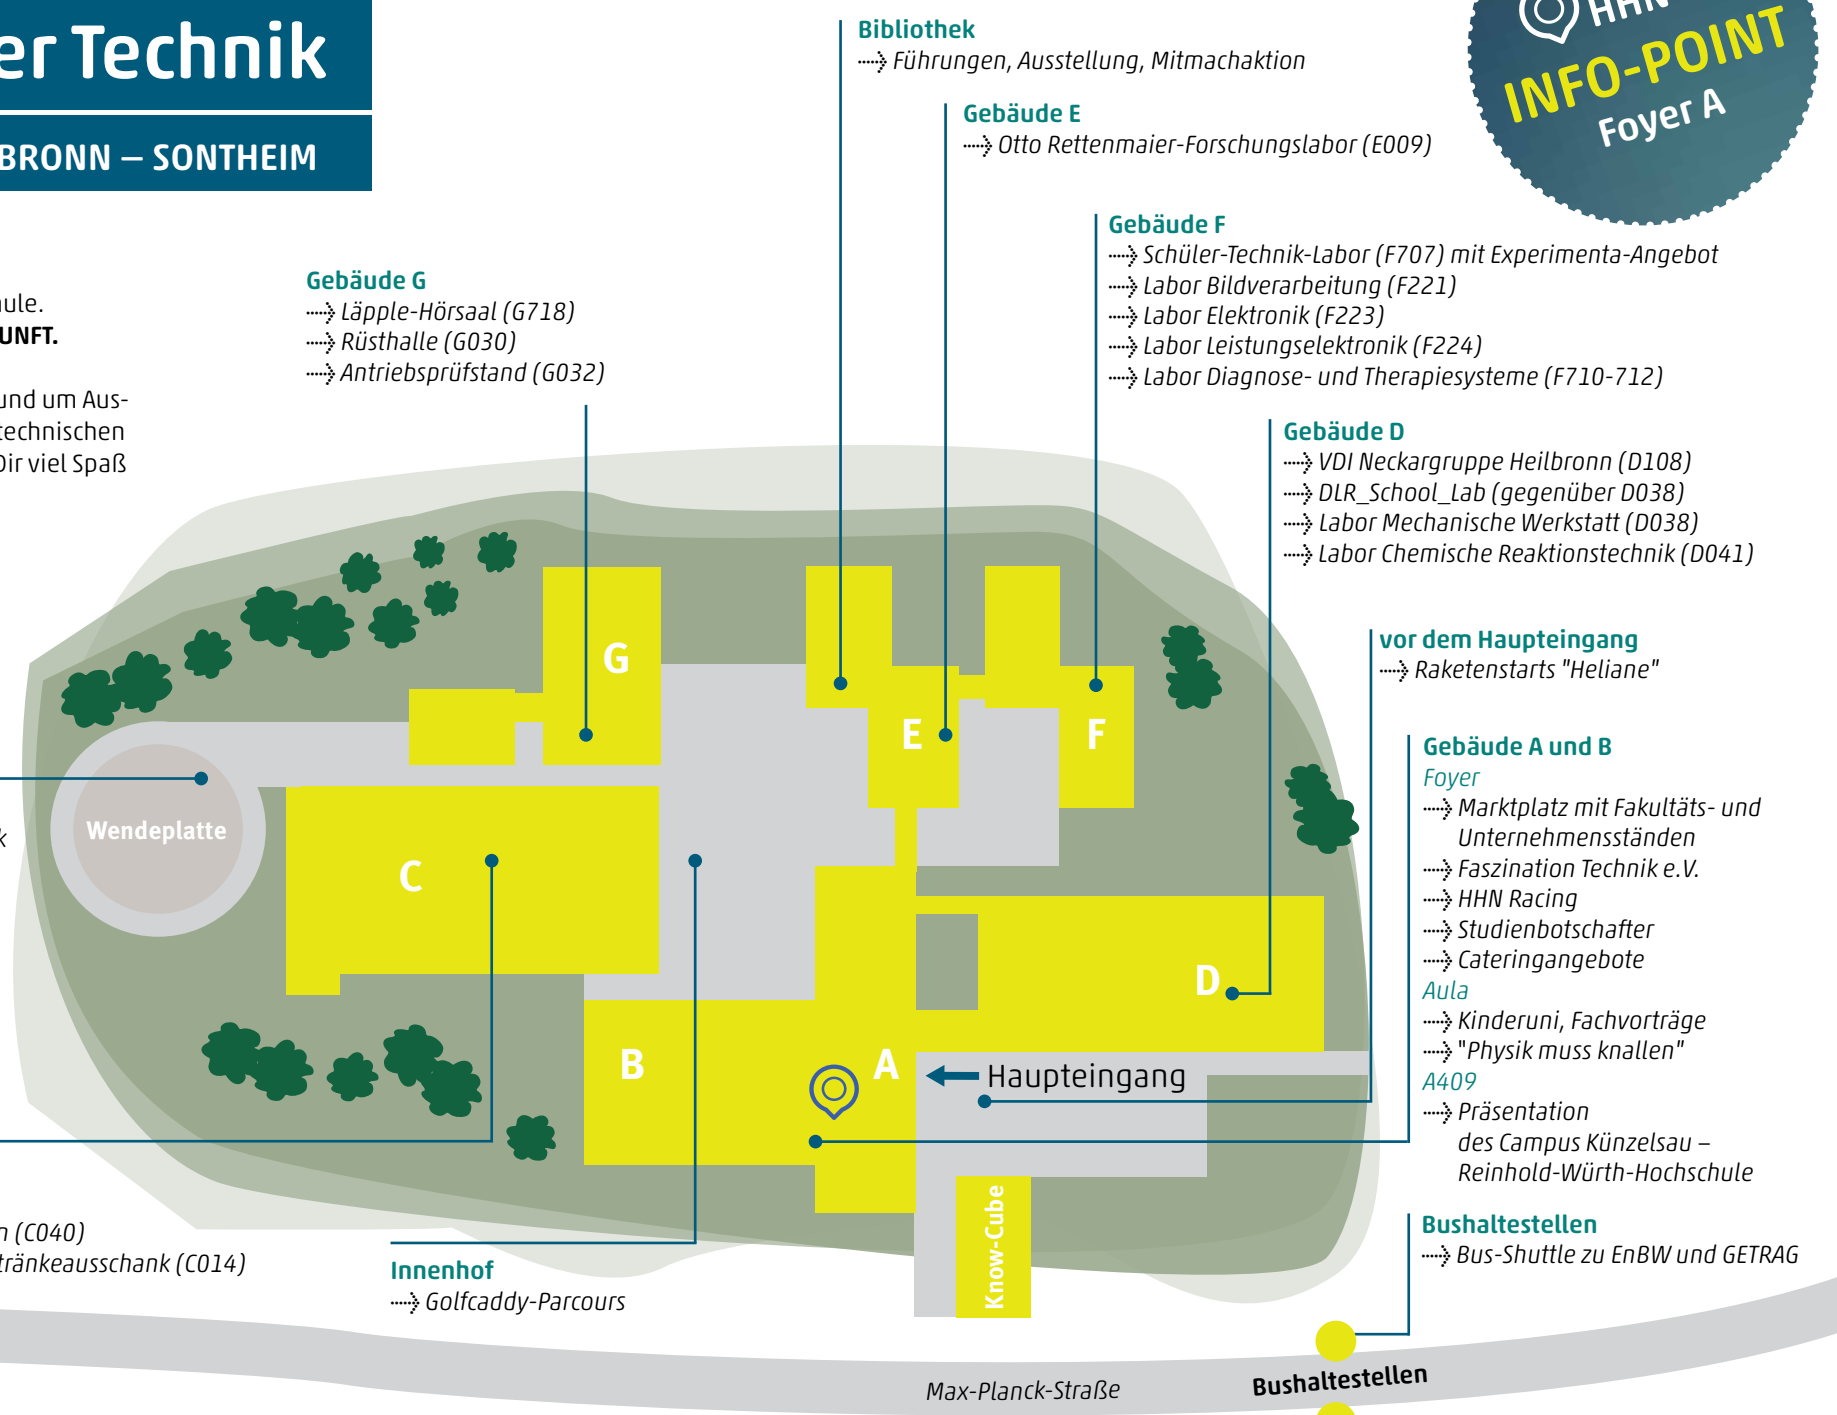 er Technik
BRONN – SONTHEIM
HHN
INFO-POINT
Foyer A
Bibliothek
Führungen, Ausstellung, Mitmachaktion
Gebäude E
Otto Rettenmaier-Forschungslabor (E009)
Gebäude F
Schüler-Technik-Labor (F707) mit Experimenta-Angebot
Labor Bildverarbeitung (F221)
Labor Elektronik (F223)
Labor Leistungselektronik (F224)
Labor Diagnose- und Therapiesysteme (F710-712)
Gebäude G
Läpple-Hörsaal (G718)
Rüsthalle (G030)
Antriebsprüfstand (G032)
ule.
UNFT.
und um Aus-
technischen
Dir viel Spaß
Gebäude D
VDI Neckargruppe Heilbronn (D108)
DLR_School_Lab (gegenüber D038)
Labor Mechanische Werkstatt (D038)
Labor Chemische Reaktionstechnik (D041)
vor dem Haupteingang
Raketenstarts "Heliane"
Gebäude A und B
Foyer
Marktplatz mit Fakultäts- und
Unternehmensständen
Faszination Technik e.V.
HHN Racing
Studienbotschafter
Cateringangebote
Aula
Kinderuni, Fachvorträge
"Physik muss knallen"
A409
Präsentation
des Campus Künzelsau –
Reinhold-Würth-Hochschule
Bushaltestellen
Bus-Shuttle zu EnBW und GETRAG
G
E
F
Wendeplatte
k
C
D
B
A
Haupteingang
Know-Cube
n (C040)
tränkeausschank (C014)
Innenhof
Golfcaddy-Parcours
Max-Planck-Straße
Bushaltestellen